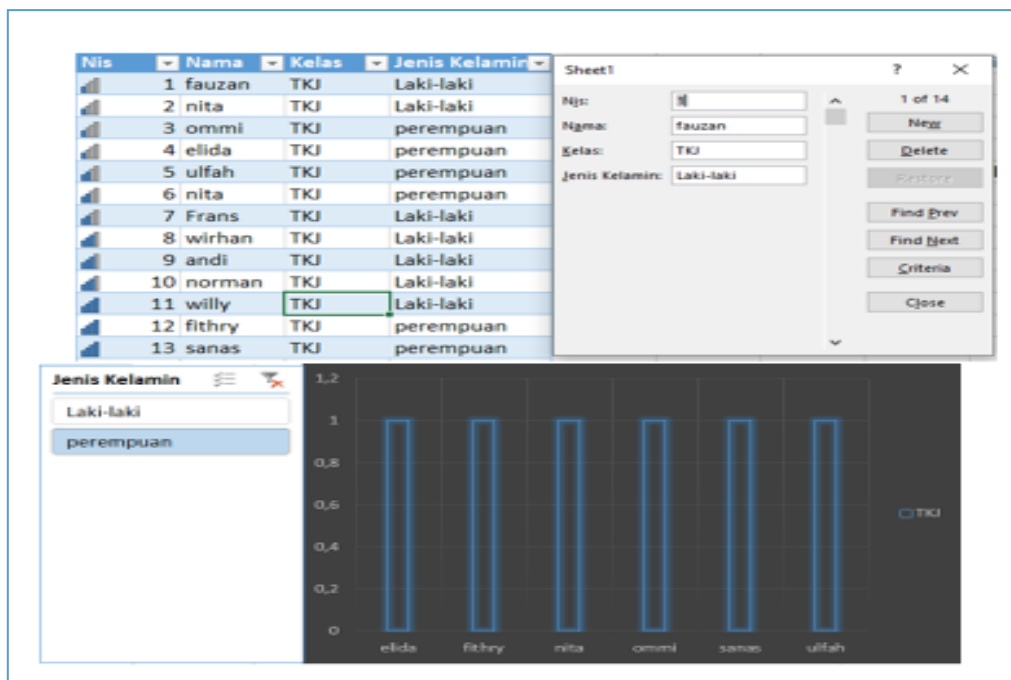 Nis Nama Kelas Jenis Kelamin
1 fauzan TKJ Laki-laki
2 nita TKJ Laki-laki
3 ommi TKJ perempuan
4 elida TKJ perempuan
5 ulfah TKJ perempuan
6 nita TKJ perempuan
7 Frans TKJ Laki-laki
8 wirhan TKJ Laki-laki
9 andi TKJ Laki-laki
10 norman TKJ Laki-laki
11 willy TKJ Laki-laki
12 fithry TKJ perempuan
13 sanas TKJ perempuan
Sheet1 ?
Nis:
Nama: fauzan
Kelas: TKJ
Jenis Kelamin: Laki-laki
1 of 14
New
Delete
Restore
Find Prev
Find Next
Criteria
Close
Jenis Kelamin
Laki-laki
perempuan
1,2
1
0,8
0,6
0,4
0,2
0
elida fithry nita ommi sanas ulfah
TKJ